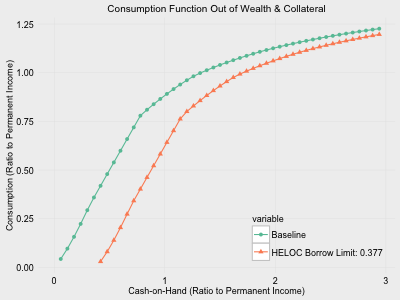 Consumption Function Out of Wealth & Collateral
1.25
1.00
0.75
0.50
0.25
0.00
Consumption (Ratio to Permanent Income)
variable
Baseline
HELOC Borrow Limit: 0.377
0 1 2 3
Cash-on-Hand (Ratio to Permanent Income)